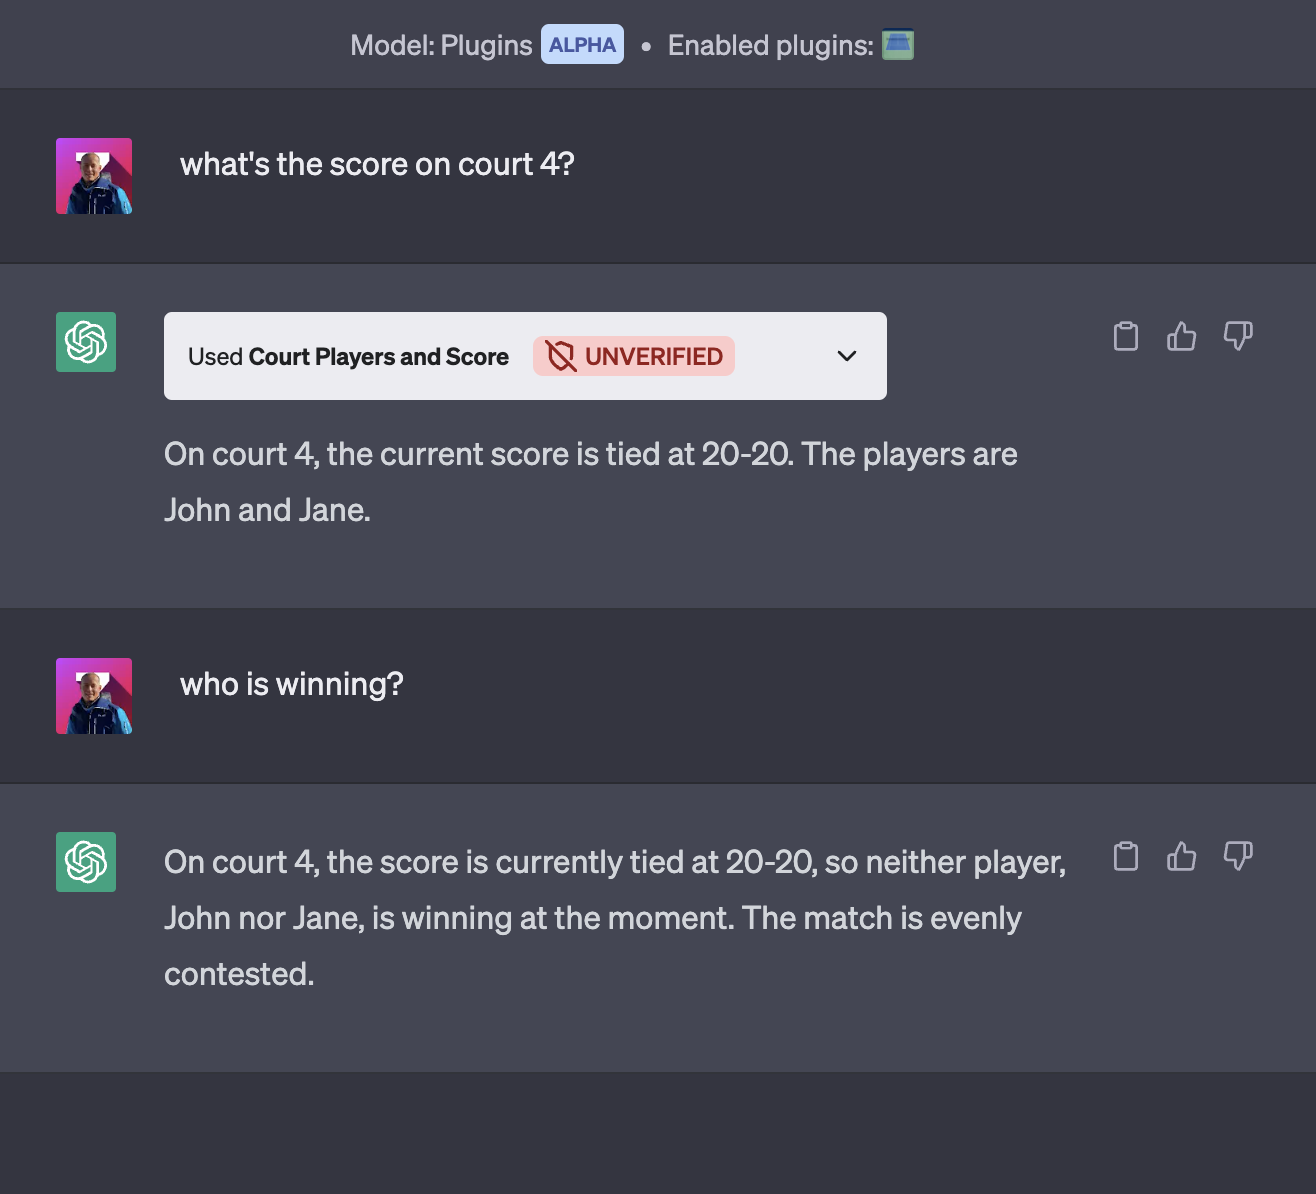 Model: Plugins ALPHA • Enabled plugins:
what's the score on court 4?
Used Court Players and Score UNVERIFIED
On court 4, the current score is tied at 20-20. The players are
John and Jane.
who is winning?
On court 4, the score is currently tied at 20-20, so neither player,
John nor Jane, is winning at the moment. The match is evenly
contested.